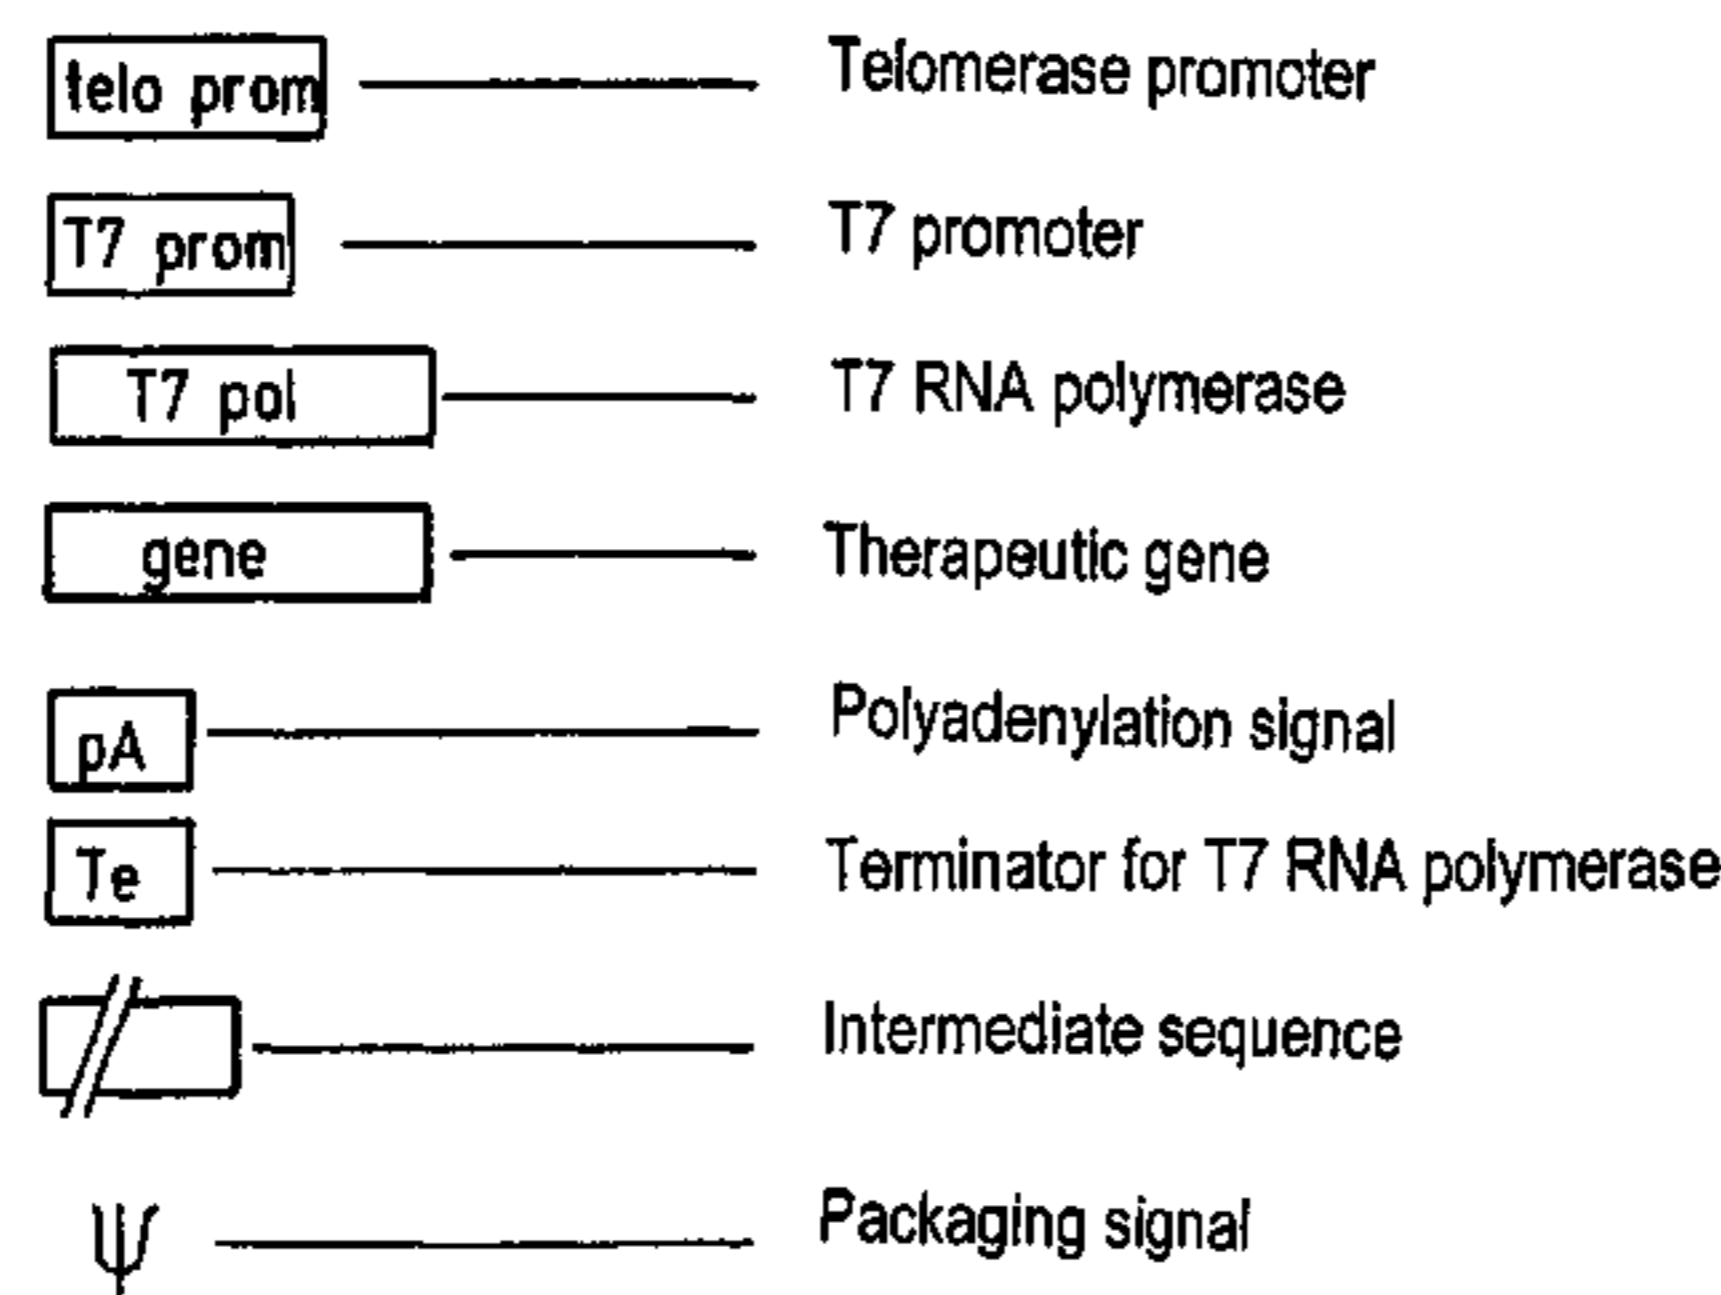 telo prom Telomerase promoter
T7 prom T7 promoter
T7 pol T7 RNA polymerase
gene Therapeutic gene
pA Polyadenylation signal
Te Terminator for T7 RNA polymerase
Intermediate sequence
Ψ Packaging signal